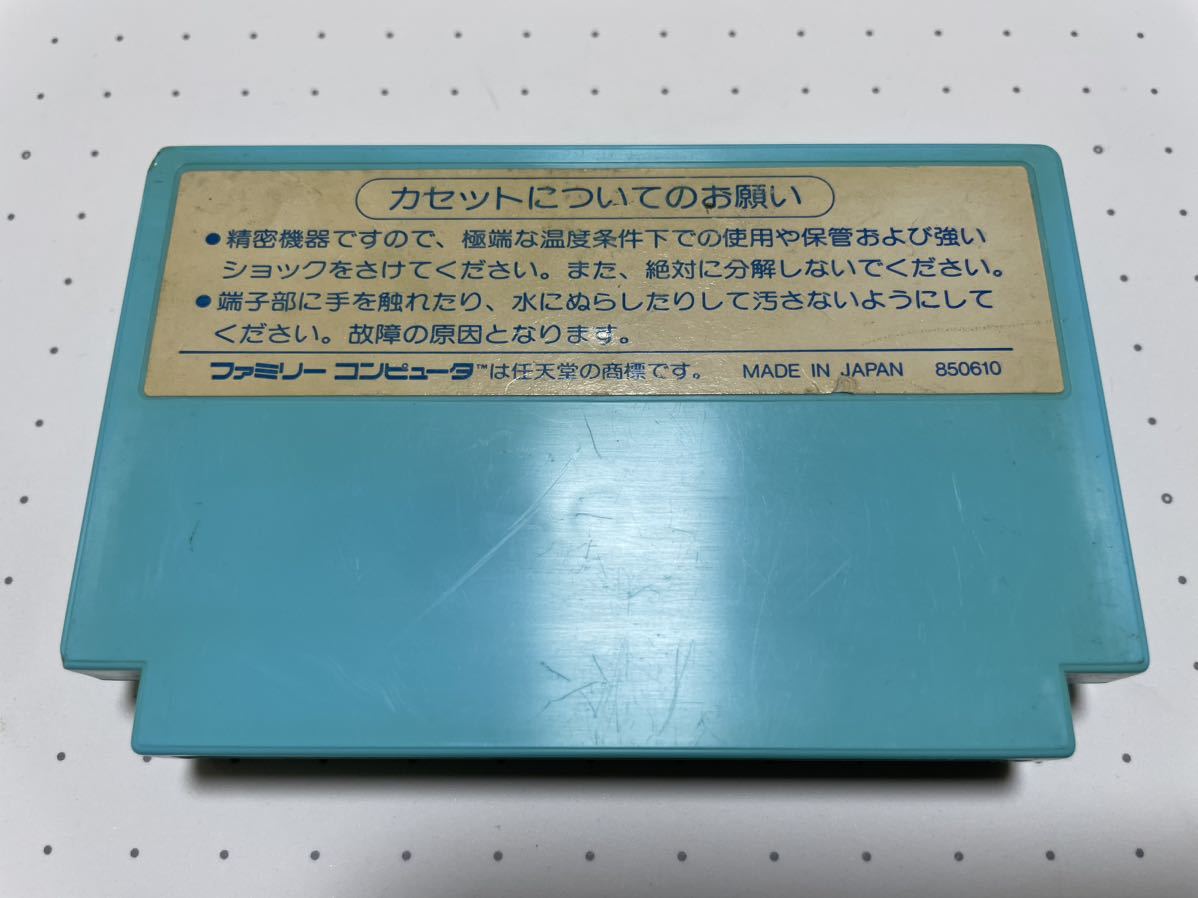 カセットについてのお願い
●精密機器ですので、極端な温度条件下での使用や保管および強い
ショックをさけてください。また、絶対に分解しないでください。
●端子部に手を触れたり、水にぬらしたりして汚さないようにして
ください。故障の原因となります。
ファミリー コンピュータ™は任天堂の商標です。 MADE IN JAPAN 850610